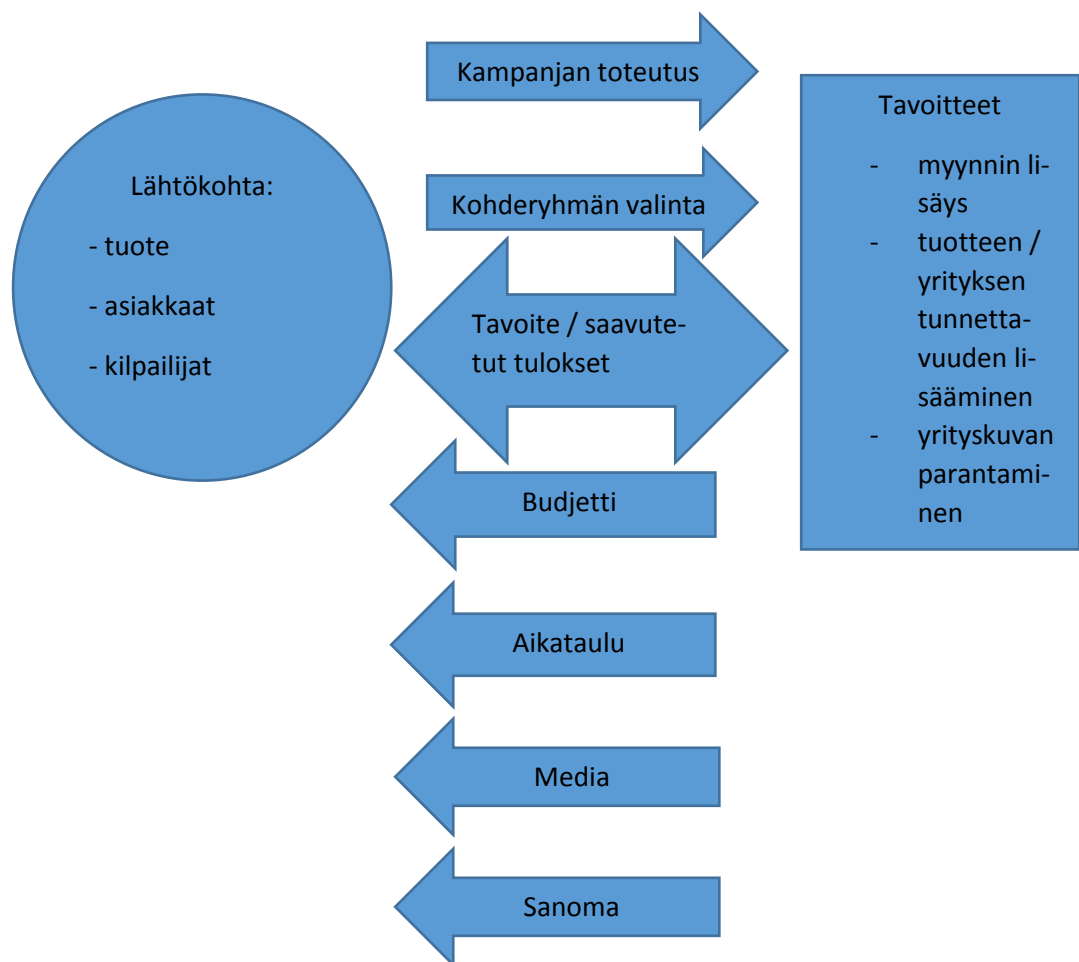 Lähtökohta:
- tuote
- asiakkaat
- kilpailijat
Kampanjan toteutus
Kohderyhmän valinta
Tavoite / saavute-
tut tulokset
Budjetti
Aikataulu
Media
Sanoma
Tavoitteet
- myynnin li-
säys
- tuotteen /
yrityksen
tunnetta-
vuuden li-
sääminen
- yrityskuvan
parantami-
nen